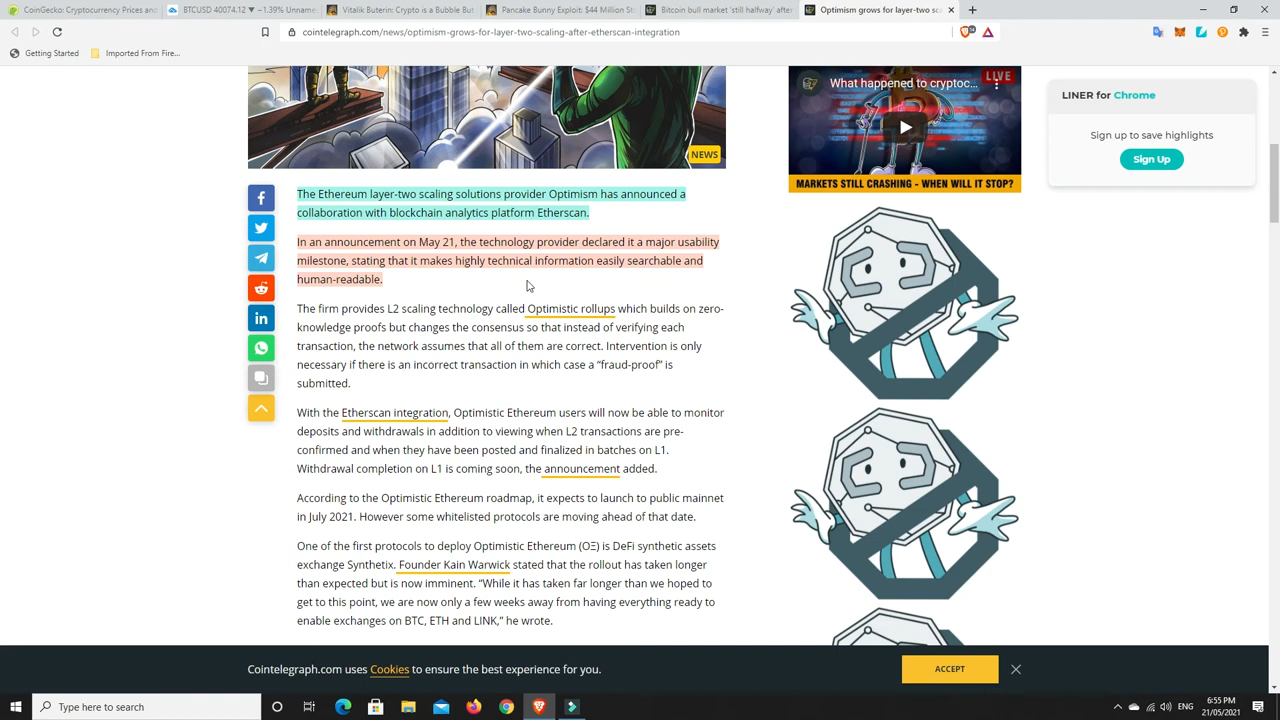 CoinGecko: Cryptocurrency Prices and
BTCUSD 40074.12 ▼ −1.39% Unname
Vitalik Buterin: Crypto is a Bubble But
Pancake Bunny Exploit: $44 Million St
Bitcoin bull market 'still halfway' after
Optimism grows for layer-two sc
cointelegraph.com/news/optimism-grows-for-layer-two-scaling-after-etherscan-integration
Getting Started
Imported From Fire...
NEWS
What happened to cryptoc...
LIVE
MARKETS STILL CRASHING - WHEN WILL IT STOP?
LINER for Chrome
Sign up to save highlights
Sign Up
The Ethereum layer-two scaling solutions provider Optimism has announced a
collaboration with blockchain analytics platform Etherscan.
In an announcement on May 21, the technology provider declared it a major usability
milestone, stating that it makes highly technical information easily searchable and
human-readable.
The firm provides L2 scaling technology called Optimistic rollups which builds on zero-
knowledge proofs but changes the consensus so that instead of verifying each
transaction, the network assumes that all of them are correct. Intervention is only
necessary if there is an incorrect transaction in which case a “fraud-proof” is
submitted.
With the Etherscan integration, Optimistic Ethereum users will now be able to monitor
deposits and withdrawals in addition to viewing when L2 transactions are pre-
confirmed and when they have been posted and finalized in batches on L1.
Withdrawal completion on L1 is coming soon, the announcement added.
According to the Optimistic Ethereum roadmap, it expects to launch to public mainnet
in July 2021. However some whitelisted protocols are moving ahead of that date.
One of the first protocols to deploy Optimistic Ethereum (OΞ) is DeFi synthetic assets
exchange Synthetix. Founder Kain Warwick stated that the rollout has taken longer
than expected but is now imminent. “While it has taken far longer than we hoped to
get to this point, we are now only a few weeks away from having everything ready to
enable exchanges on BTC, ETH and LINK,” he wrote.
Cointelegraph.com uses Cookies to ensure the best experience for you.
ACCEPT
Type here to search
ENG
6:55 PM
21/05/2021